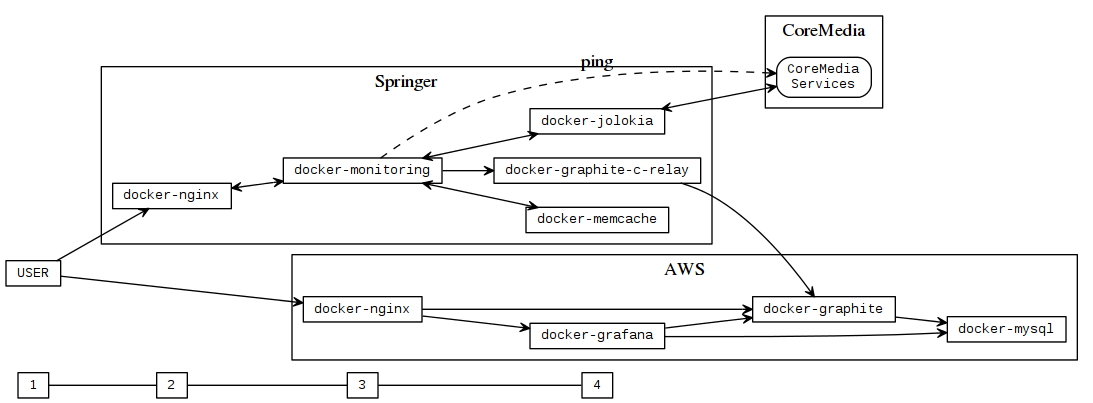 CoreMedia
CoreMedia
Services
ping
Springer
docker-jolokia
docker-monitoring
docker-graphite-c-relay
docker-nginx
docker-memcache
USER
AWS
docker-nginx
docker-graphite
docker-grafana
docker-mysql
1
2
3
4